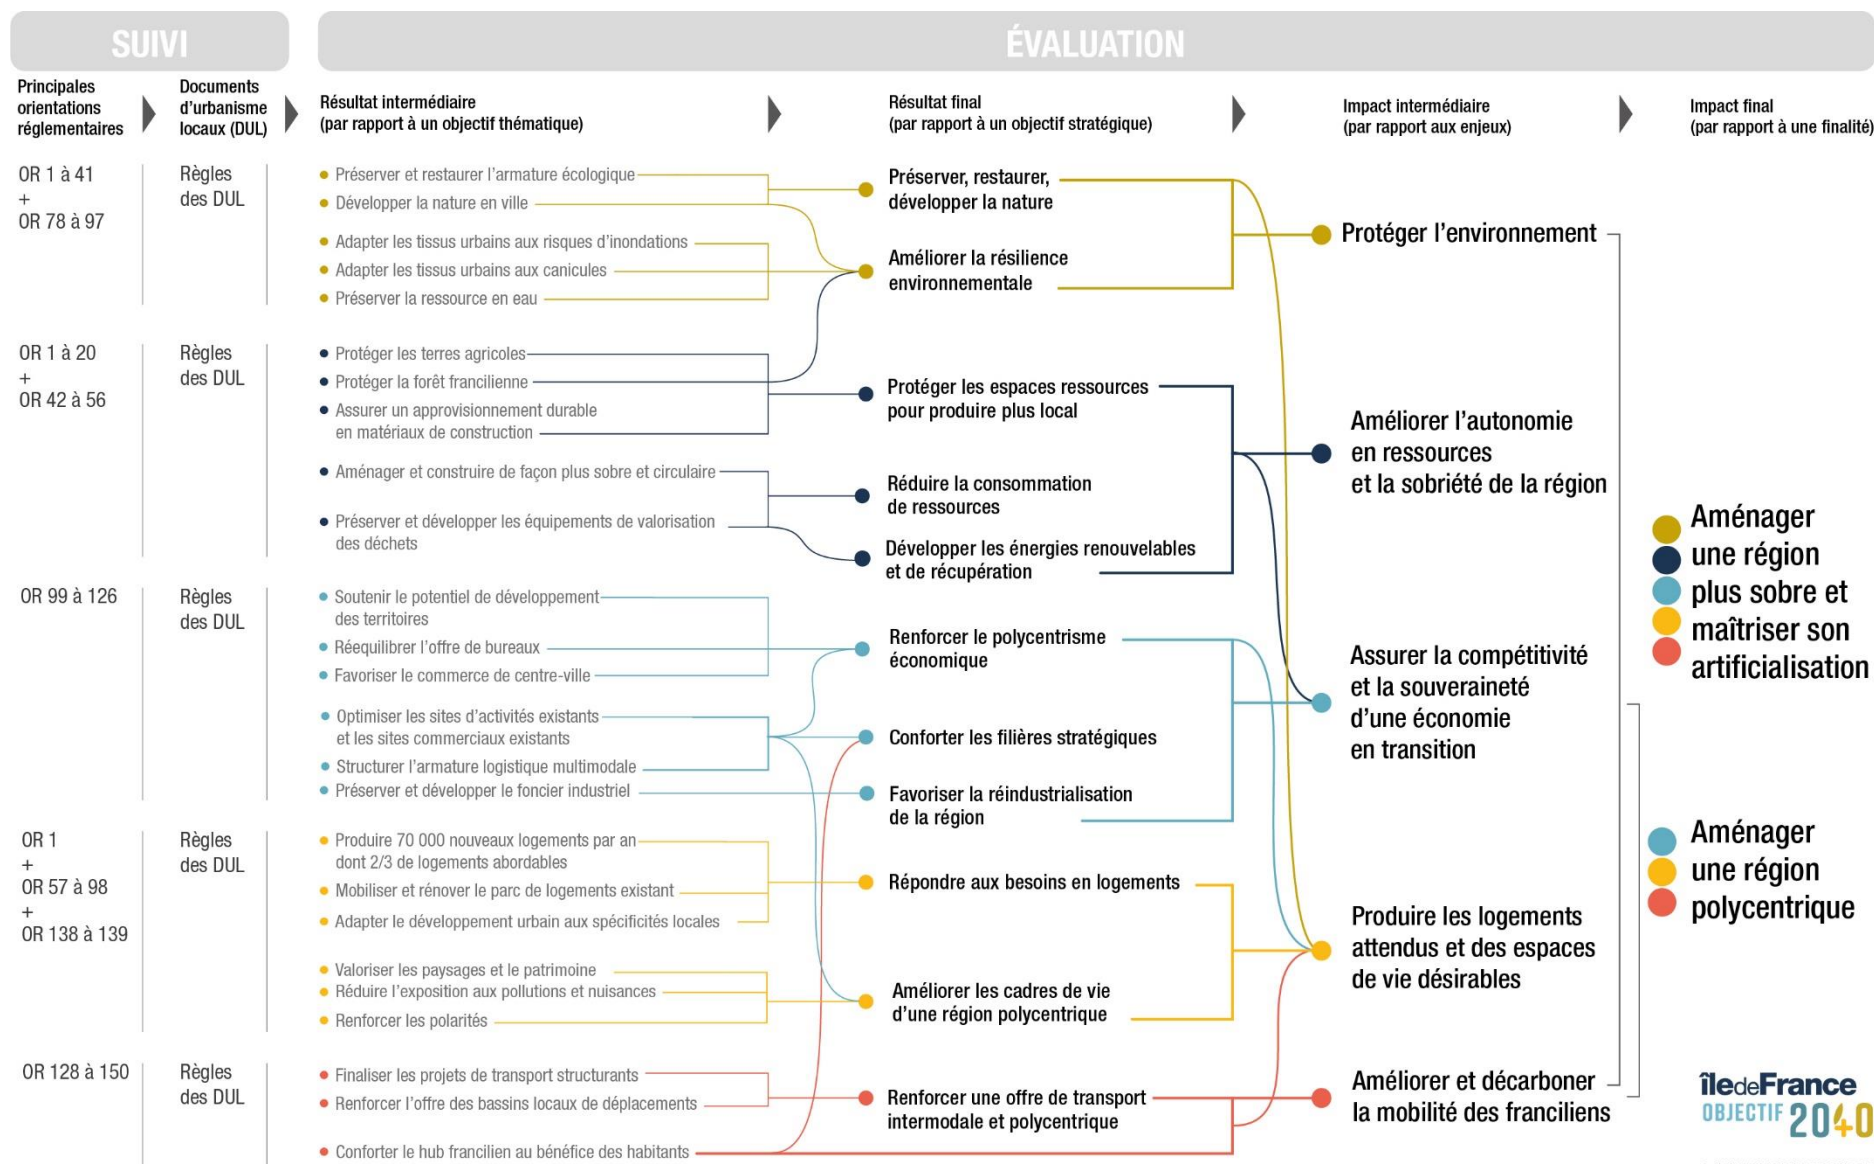 SUIVI
ÉVALUATION
Principales
orientations
réglementaires
Documents
d'urbanisme
locaux (DUL)
Résultat intermédiaire
(par rapport à un objectif thématique)
Résultat final
(par rapport à un objectif stratégique)
Impact intermédiaire
(par rapport aux enjeux)
Impact final
(par rapport à une finalité)
OR 1 à 41
+
OR 78 à 97
Règles
des DUL
Préserver et restaurer l'armature écologique
Développer la nature en ville
Adapter les tissus urbains aux risques d'inondations
Adapter les tissus urbains aux canicules
Préserver la ressource en eau
Préserver, restaurer,
développer la nature
Améliorer la résilience
environnementale
Protéger l'environnement
OR 1 à 20
+
OR 42 à 56
Règles
des DUL
Protéger les terres agricoles
Protéger la forêt francilienne
Assurer un approvisionnement durable
en matériaux de construction
Aménager et construire de façon plus sobre et circulaire
Préserver et développer les équipements de valorisation
des déchets
Protéger les espaces ressources
pour produire plus local
Réduire la consommation
de ressources
Développer les énergies renouvelables
et de récupération
Améliorer l'autonomie
en ressources
et la sobriété de la région
OR 99 à 126
Règles
des DUL
Soutenir le potentiel de développement
des territoires
Rééquilibrer l'offre de bureaux
Favoriser le commerce de centre-ville
Optimiser les sites d'activités existants
et les sites commerciaux existants
Structurer l'armature logistique multimodale
Préserver et développer le foncier industriel
Renforcer le polycentrisme
économique
Conforter les filières stratégiques
Favoriser la réindustrialisation
de la région
Assurer la compétitivité
et la souveraineté
d'une économie
en transition
OR 1
+
OR 57 à 98
+
OR 138 à 139
Règles
des DUL
Produire 70 000 nouveaux logements par an
dont 2/3 de logements abordables
Mobiliser et rénover le parc de logements existant
Adapter le développement urbain aux spécificités locales
Valoriser les paysages et le patrimoine
Réduire l'exposition aux pollutions et nuisances
Renforcer les polarités
Répondre aux besoins en logements
Améliorer les cadres de vie
d'une région polycentrique
Produire les logements
attendus et des espaces
de vie désirables
OR 128 à 150
Règles
des DUL
Finaliser les projets de transport structurants
Renforcer l'offre des bassins locaux de déplacements
Conforter le hub francilien au bénéfice des habitants
Renforcer une offre de transport
intermodale et polycentrique
Améliorer et décarboner
la mobilité des franciliens
Aménager
une région
plus sobre et
maîtriser son
artificialisation
Aménager
une région
polycentrique
îledeFrance
OBJECTIF 2040